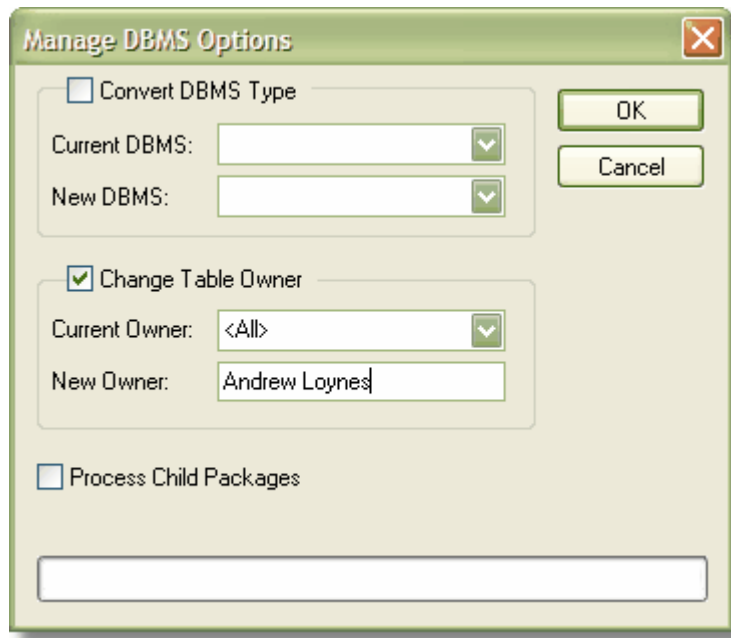 Manage DBMS Options
Convert DBMS Type
Current DBMS:
New DBMS:
OK
Cancel
Change Table Owner
Current Owner: <All>
New Owner: Andrew Loynes
Process Child Packages